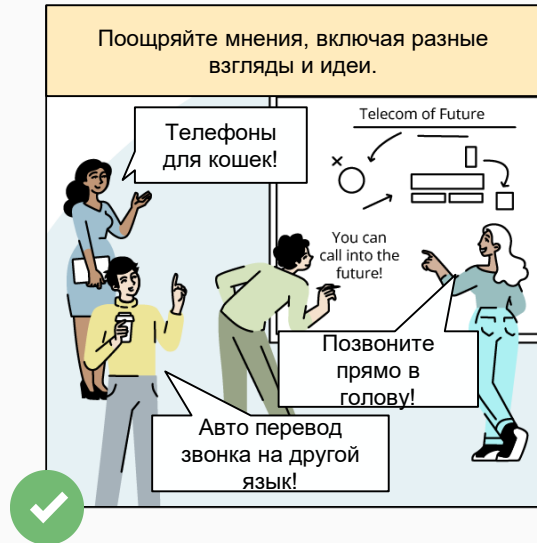 Поощряйте мнения, включая разные
взгляды и идеи.
Telecom of Future
Телефоны
для кошек!
You can
call into the
future!
Позвоните
прямо в
голову!
Авто перевод
звонка на другой
язык!